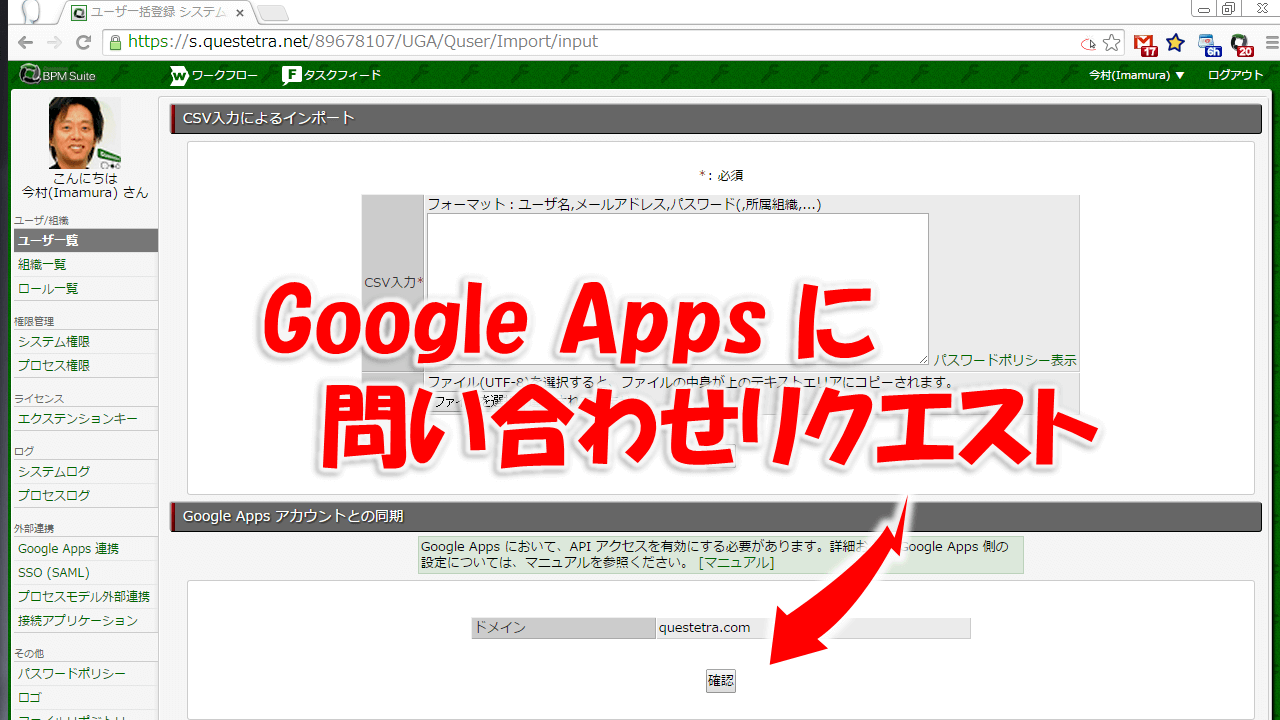 ユーザー括登録 システム
https://s.questetra.net/89678107/UGA/Quser/Import/input
17
6h
20
BPM Suite
ワークフロー
タスクフィード
今村(Imamura) ▼
ログアウト
こんにちは
今村(Imamura) さん
ユーザ/組織
ユーザ一覧
組織一覧
ロール一覧
権限管理
システム権限
プロセス権限
ライセンス
エクステンションキー
ログ
システムログ
プロセスログ
外部連携
Google Apps 連携
SSO (SAML)
プロセスモデル外部連携
接続アプリケーション
その他
パスワードポリシー
ロゴ
CSV入力によるインポート
* : 必須
フォーマット : ユーザ名,メールアドレス,パスワード(,所属組織,...)
CSV入力*
パスワードポリシー表示
ファイル(UTF-8)を選択すると、ファイルの中身が上のテキストエリアにコピーされます。
Google Apps に
問い合わせリクエスト
Google Apps アカウントとの同期
Google Apps において、API アクセスを有効にする必要があります。詳細お Google Apps 側の
設定については、マニュアルを参照ください。 [マニュアル]
ドメイン
questetra.com
確認